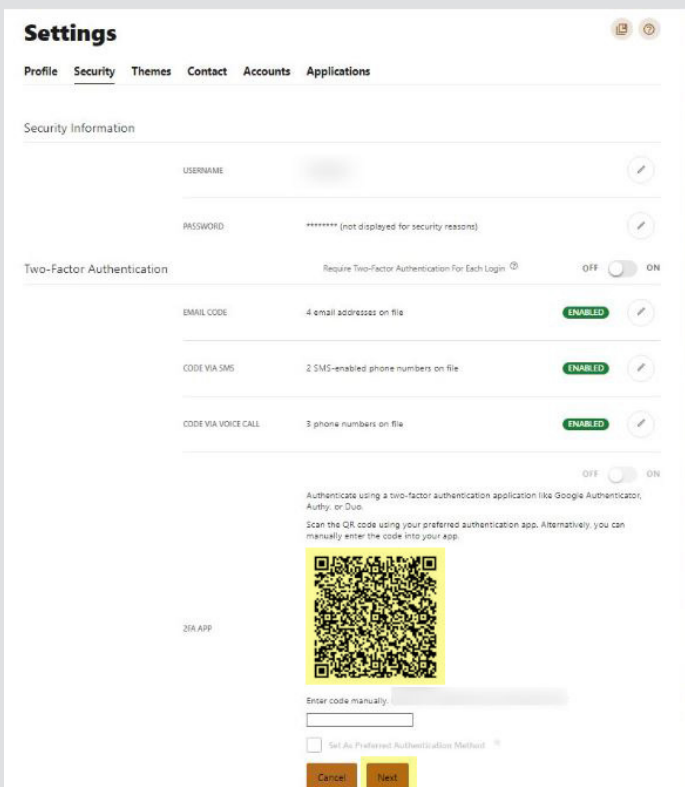 Settings
Profile Security Themes Contact Accounts Applications
Security Information
USERNAME
PASSWORD ******** (not displayed for security reasons)
Two-Factor Authentication Require Two-Factor Authentication For Each Login OFF ON
EMAIL CODE 4 email addresses on file ENABLED
CODE VIA SMS 2 SMS-enabled phone numbers on file ENABLED
CODE VIA VOICE CALL 3 phone numbers on file ENABLED
OFF ON
Authenticate using a two-factor authentication application like Google Authenticator,
Authy, or Duo.
Scan the QR code using your preferred authentication app. Alternatively, you can
manually enter the code into your app.
2FA APP
Enter code manually.
Set As Preferred Authentication Method
Cancel Next